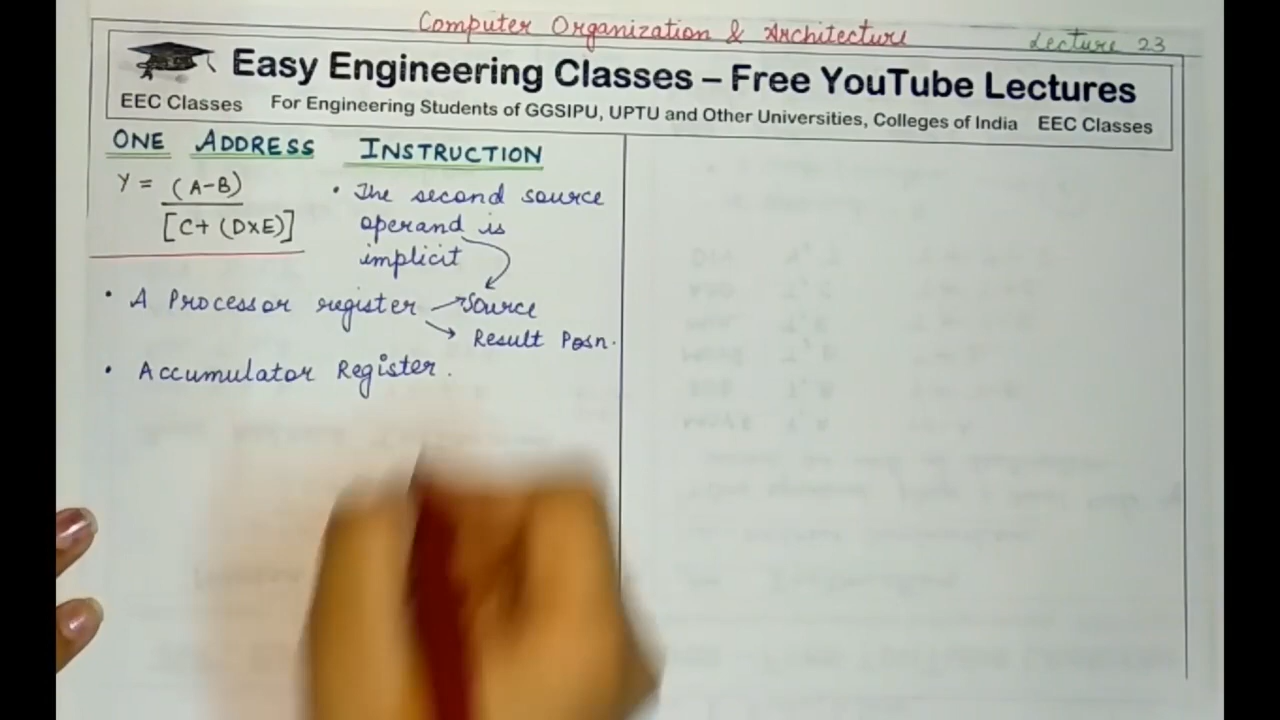 Computer Organization & Architecture
Lecture 23
Easy Engineering Classes – Free YouTube Lectures
EEC Classes For Engineering Students of GGSIPU, UPTU and Other Universities, Colleges of India EEC Classes
ONE ADDRESS INSTRUCTION
Y = (A-B)
[C+ (D×E)]
• The second source
operand is
implicit
• A Processor register → Source
→ Result Posn.
• Accumulator Register.